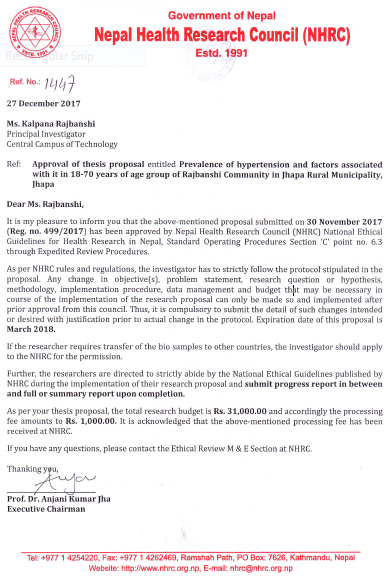 Government of Nepal
Nepal Health Research Council (NHRC)
Estd. 1991
NEPAL HEALTH RESEARCH COUNCIL
ESTD. 1991
Rectangular Snip
Ref. No.: 1447
27 December 2017
Ms. Kalpana Rajbanshi
Principal Investigator
Central Campus of Technology
Ref: Approval of thesis proposal entitled Prevalence of hypertension and factors associated
with it in 18-70 years of age group of Rajbanshi Community in Jhapa Rural Municipality,
Jhapa
Dear Ms. Rajbanshi,
It is my pleasure to inform you that the above-mentioned proposal submitted on 30 November 2017
(Reg. no. 499/2017) has been approved by Nepal Health Research Council (NHRC) National Ethical
Guidelines for Health Research in Nepal, Standard Operating Procedures Section 'C' point no. 6.3
through Expedited Review Procedures.
As per NHRC rules and regulations, the investigator has to strictly follow the protocol stipulated in the
proposal. Any change in objective(s), problem statement, research question or hypothesis,
methodology, implementation procedure, data management and budget that may be necessary in
course of the implementation of the research proposal can only be made so and implemented after
prior approval from this council. Thus, it is compulsory to submit the detail of such changes intended
or desired with justification prior to actual change in the protocol. Expiration date of this proposal is
March 2018.
If the researcher requires transfer of the bio samples to other countries, the investigator should apply
to the NHRC for the permission.
Further, the researchers are directed to strictly abide by the National Ethical Guidelines published by
NHRC during the implementation of their research proposal and submit progress report in between
and full or summary report upon completion.
As per your thesis proposal, the total research budget is Rs. 31,000.00 and accordingly the processing
fee amounts to Rs. 1,000.00. It is acknowledged that the above-mentioned processing fee has been
received at NHRC.
If you have any questions, please contact the Ethical Review M & E Section at NHRC.
Thanking you,
Prof. Dr. Anjani Kumar Jha
Executive Chairman
Tel: +977 1 4254220, Fax: +977 1 4262469, Ramshah Path, PO Box: 7626, Kathmandu, Nepal
Website: http://www.nhrc.org.np, E-mail: nhrc@nhrc.org.np